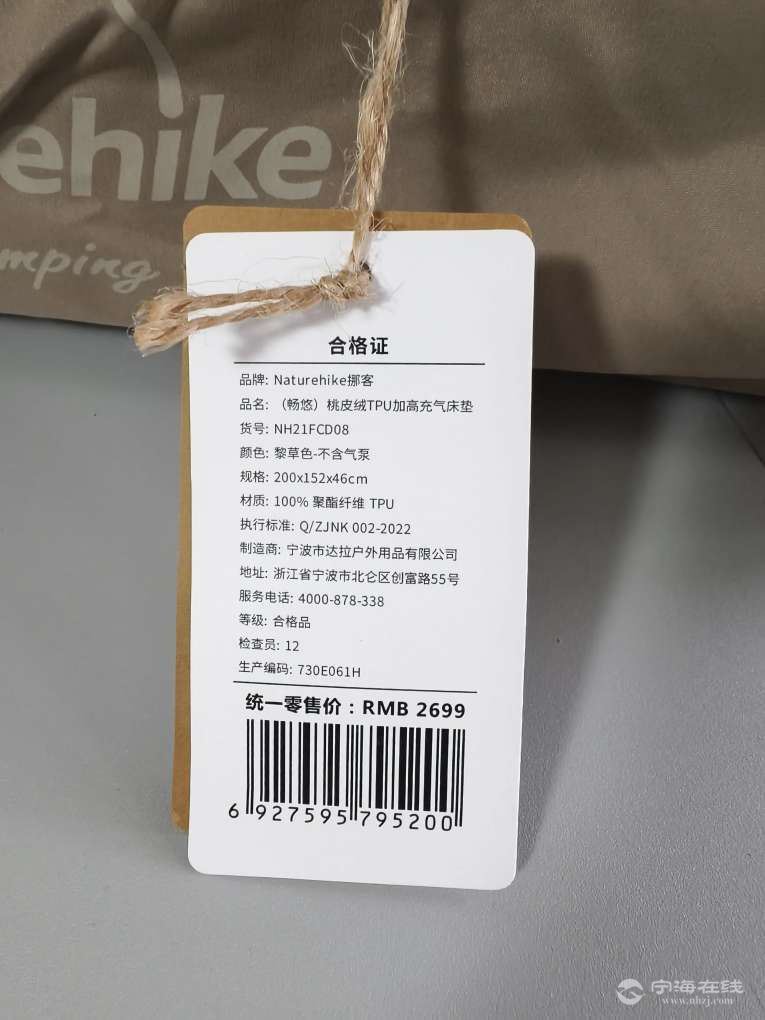 ehike
mping
合格证
品牌: Naturehike挪客
品名: （畅悠）桃皮绒TPU加高充气床垫
货号: NH21FCD08
颜色: 黎草色-不含气泵
规格: 200x152x46cm
材质: 100% 聚酯纤维 TPU
执行标准: Q/ZJNK 002-2022
制造商: 宁波市达拉户外用品有限公司
地址: 浙江省宁波市北仑区创富路55号
服务电话: 4000-878-338
等级: 合格品
检查员: 12
生产编码: 730E061H
统一零售价：RMB 2699
6 927595 795200
宁海在线
www.nhzj.com